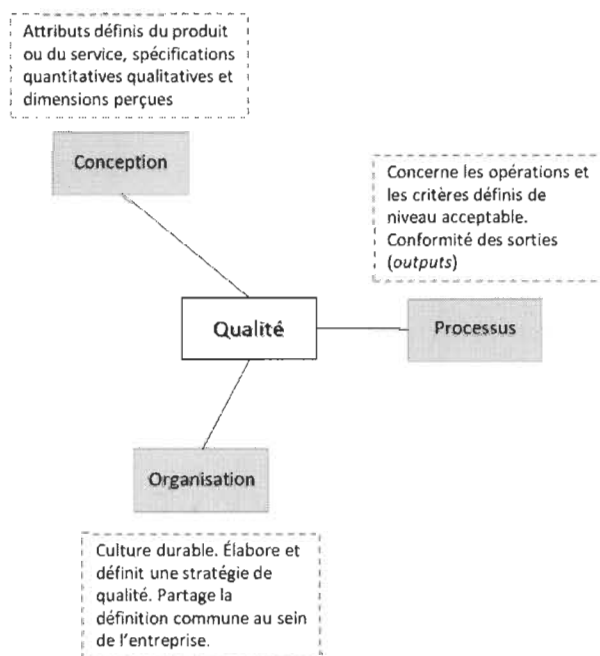 Attributs définis du produit
ou du service, spécifications
quantitatives qualitatives et
dimensions perçues
Conception
Concerne les opérations et
les critères définis de
niveau acceptable.
Conformité des sorties
(outputs)
Qualité
Processus
Organisation
Culture durable. Élabore et
définit une stratégie de
qualité. Partage la
définition commune au sein
de l'entreprise.